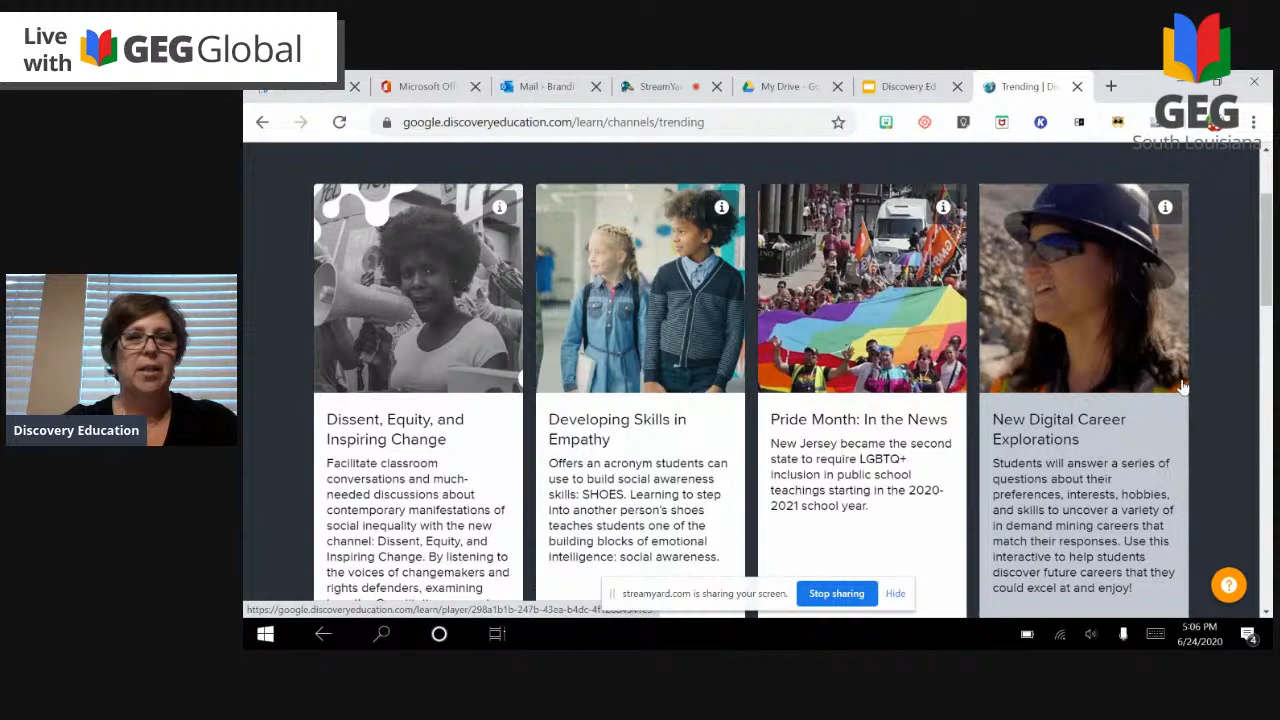 Live
with
GEG Global
GEG
South Louisiana
Microsoft Off
Mail - Brandi
StreamYa
My Drive - Go
Discovery Ed
Trending | Di
google.discoveryeducation.com/learn/channels/trending
Dissent, Equity, and
Inspiring Change
Facilitate classroom
conversations and much-
needed discussions about
contemporary manifestations of
social inequality with the new
channel: Dissent, Equity, and
Inspiring Change. By listening to
the voices of changemakers and
rights defenders, examining
Developing Skills in
Empathy
Offers an acronym students can
use to build social awareness
skills: SHOES. Learning to step
into another person's shoes
teaches students one of the
building blocks of emotional
intelligence: social awareness.
Pride Month: In the News
New Jersey became the second
state to require LGBTQ+
inclusion in public school
teachings starting in the 2020-
2021 school year.
New Digital Career
Explorations
Students will answer a series of
questions about their
preferences, interests, hobbies,
and skills to uncover a variety of
in demand mining careers that
match their responses. Use this
interactive to help students
discover future careers that they
could excel at and enjoy!
Discovery Education
streamyard.com is sharing your screen.
Stop sharing
Hide
5:06 PM
6/24/2020
4